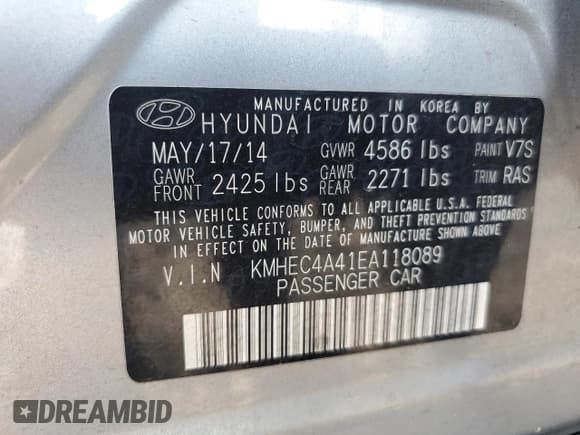 MANUFACTURED IN KOREA BY
HYUNDAI MOTOR COMPANY
MAY/17/14 GVWR 4586 lbs PAINT V7S
GAWR FRONT 2425 lbs GAWR REAR 2271 lbs TRIM RAS
THIS VEHICLE CONFORMS TO ALL APPLICABLE U.S.A. FEDERAL
MOTOR VEHICLE SAFETY, BUMPER, AND THEFT PREVENTION STANDARDS
IN EFFECT ON THE DATE OF MANUFACTURE SHOWN ABOVE.
V.I.N KMHEC4A41EA118089
PASSENGER CAR
DREAMBID